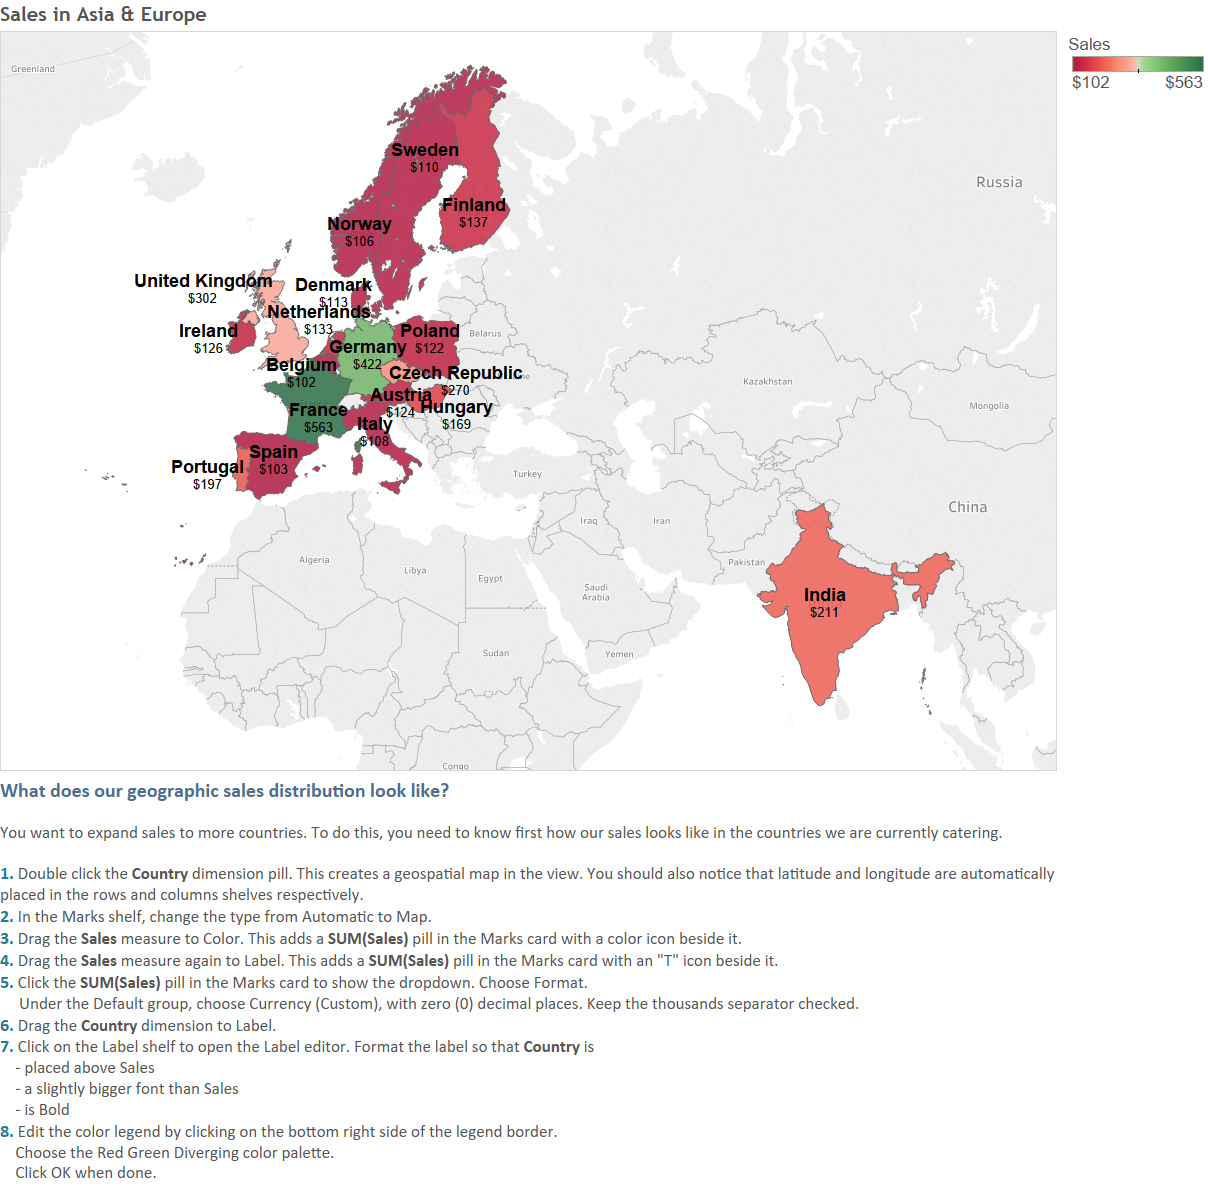 Sales in Asia & Europe
Sales
$102 $563
Greenland
Russia
Sweden
$110
Finland
$137
Norway
$106
United Kingdom
$302
Denmark
$113
Netherlands
$133
Ireland
$126
Poland
$122
Belarus
Germany
$422
Belgium
$102
Czech Republic
$270
Austria
$124
Hungary
$169
France
$563
Italy
$108
Spain
$103
Portugal
$197
Kazakhstan
Mongolia
Turkey
China
Iraq
Iran
Algeria
Libya
Egypt
Pakistan
Saudi
Arabia
India
$211
Sudan
Yemen
Congo
What does our geographic sales distribution look like?
You want to expand sales to more countries. To do this, you need to know first how our sales looks like in the countries we are currently catering.
1. Double click the Country dimension pill. This creates a geospatial map in the view. You should also notice that latitude and longitude are automatically
placed in the rows and columns shelves respectively.
2. In the Marks shelf, change the type from Automatic to Map.
3. Drag the Sales measure to Color. This adds a SUM(Sales) pill in the Marks card with a color icon beside it.
4. Drag the Sales measure again to Label. This adds a SUM(Sales) pill in the Marks card with an "T" icon beside it.
5. Click the SUM(Sales) pill in the Marks card to show the dropdown. Choose Format.
Under the Default group, choose Currency (Custom), with zero (0) decimal places. Keep the thousands separator checked.
6. Drag the Country dimension to Label.
7. Click on the Label shelf to open the Label editor. Format the label so that Country is
- placed above Sales
- a slightly bigger font than Sales
- is Bold
8. Edit the color legend by clicking on the bottom right side of the legend border.
Choose the Red Green Diverging color palette.
Click OK when done.